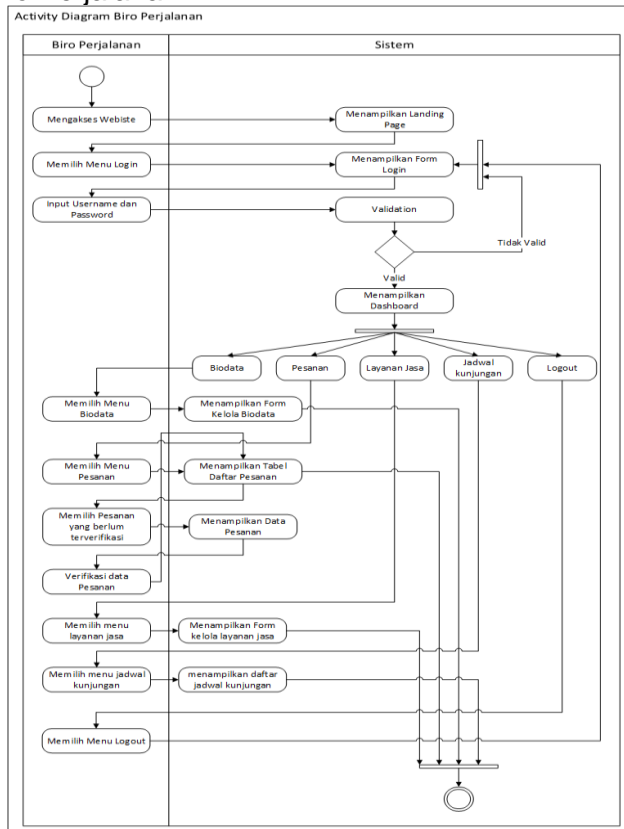 Activity Diagram Biro Perjalanan
Biro Perjalanan
Sistem
Mengakses Webiste
Menampilkan Landing
Page
Memilih Menu Login
Menampilkan Form
Login
Input Username dan
Password
Validation
Tidak Valid
Valid
Menampilkan
Dashboard
Biodata
Pesanan
Layanan Jasa
Jadwal
kunjungan
Logout
Memilih Menu
Biodata
Menampilkan Form
Kelola Biodata
Memilih Menu
Pesanan
Menampilkan Tabel
Daftar Pesanan
Memilih Pesanan
yang berlum
terverifikasi
Menampilkan Data
Pesanan
Verifikasi data
Pesanan
Memilih menu
layanan jasa
Menampilkan Form
kelola layanan jasa
Memilih menu jadwal
kunjungan
menampilkan daftar
jadwal kunjungan
Memilih Menu Logout